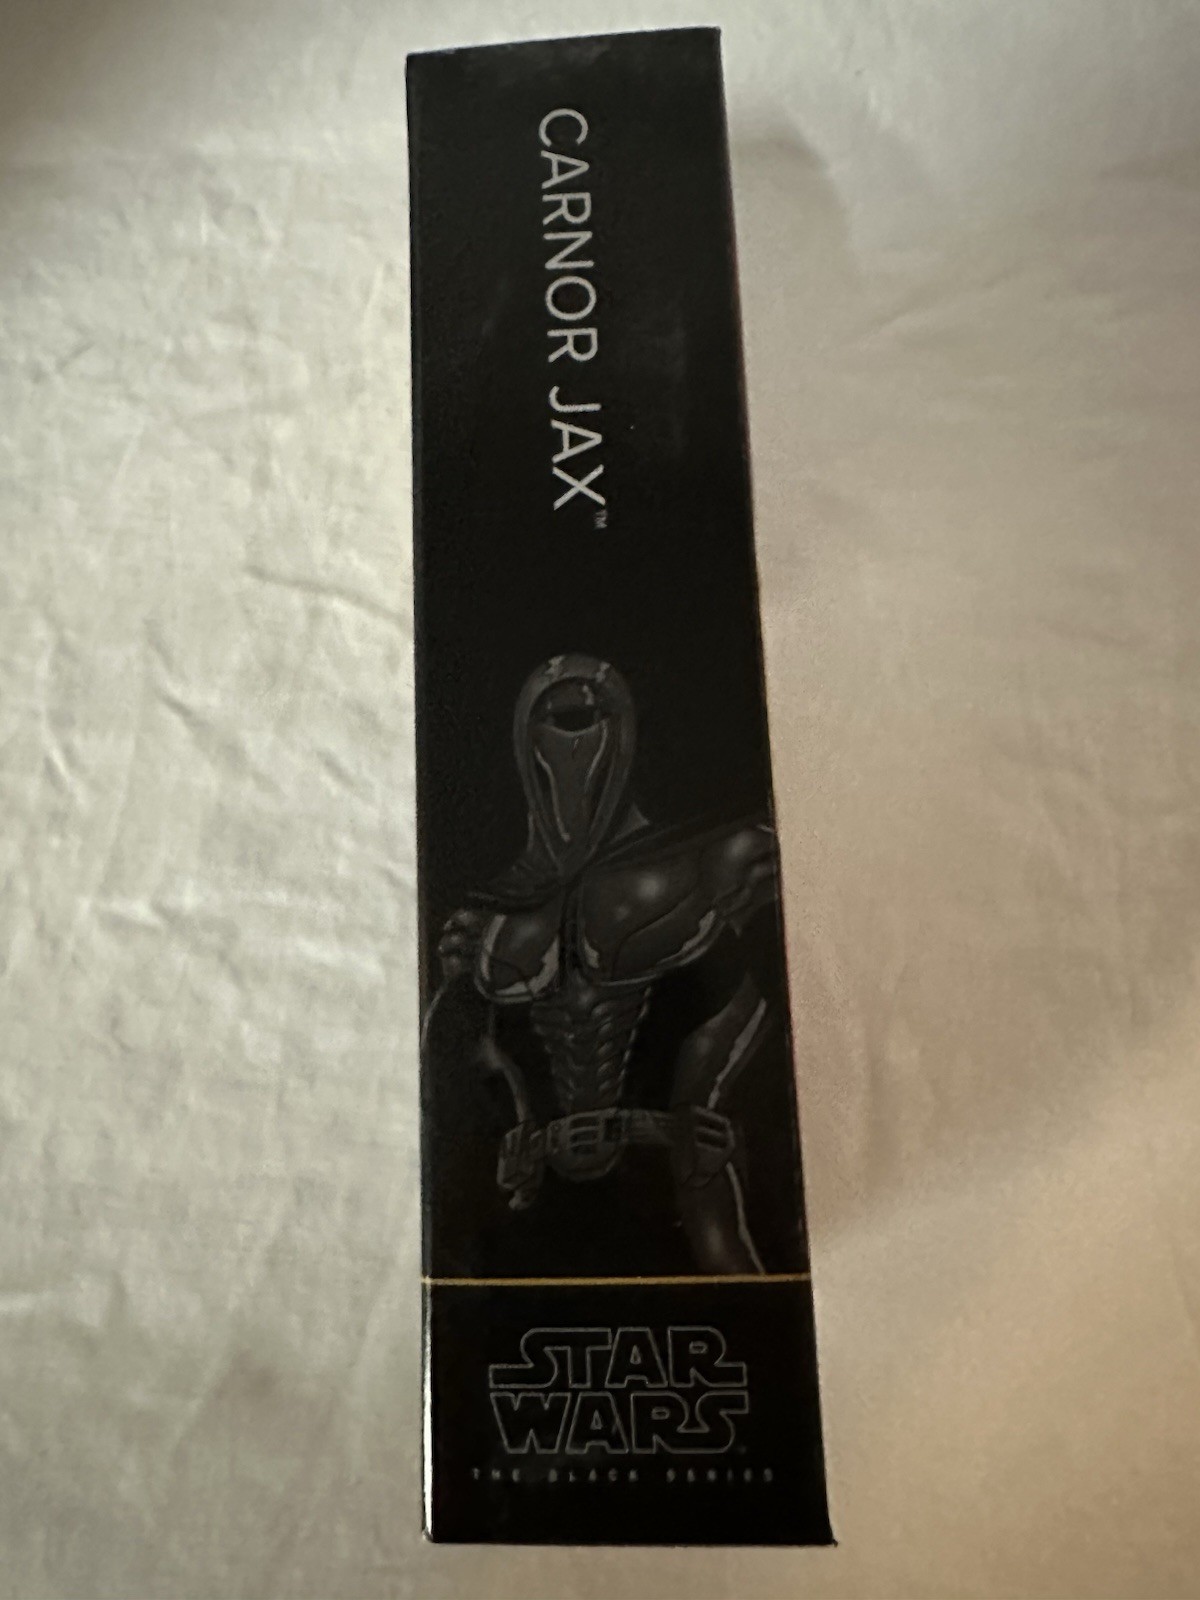 CARNOR JAX™
STAR
WARS
THE BLACK SERIES